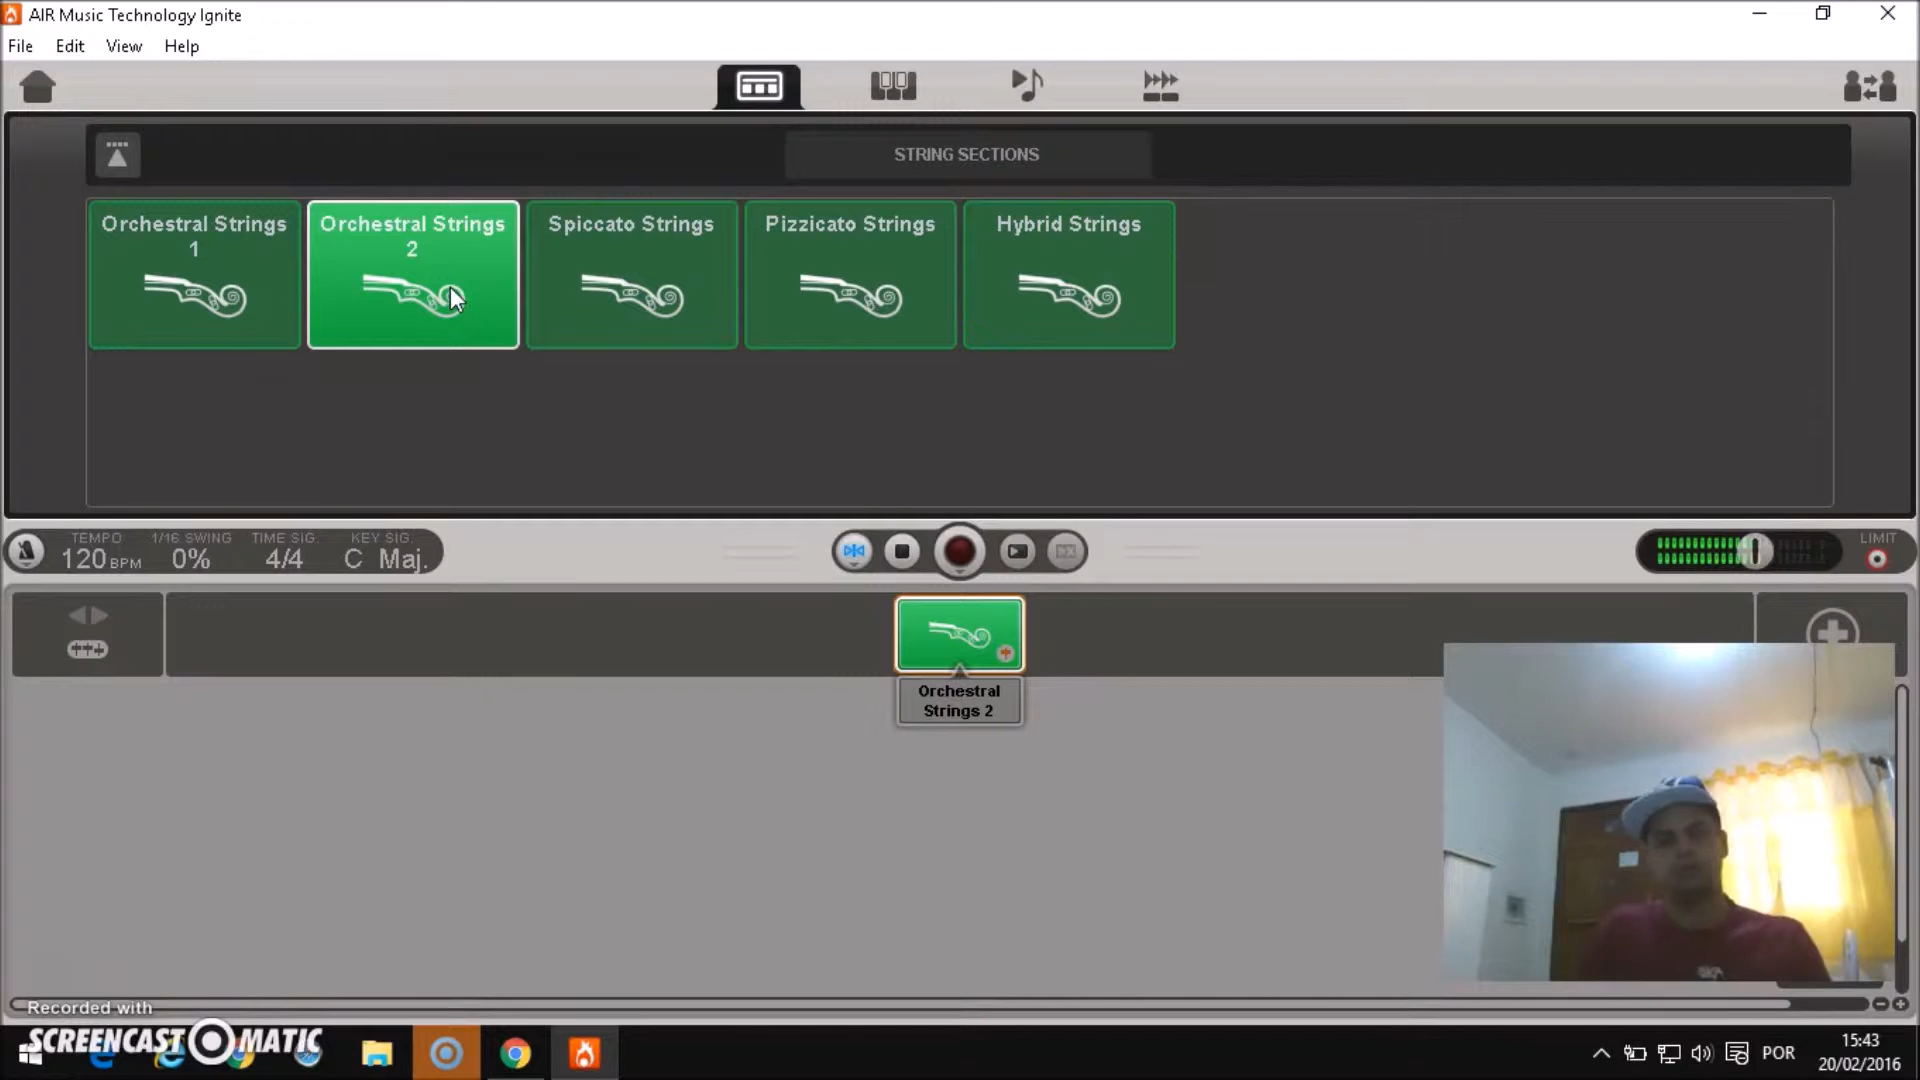 AIR Music Technology Ignite
File Edit View Help
STRING SECTIONS
Orchestral Strings
1
Orchestral Strings
2
Spiccato Strings
Pizzicato Strings
Hybrid Strings
TEMPO 1/16 SWING TIME SIG. KEY SIG.
120 BPM 0% 4/4 C Maj.
LIMIT
Orchestral
Strings 2
Recorded with
SCREENCAST MATIC
POR
15:43
20/02/2016